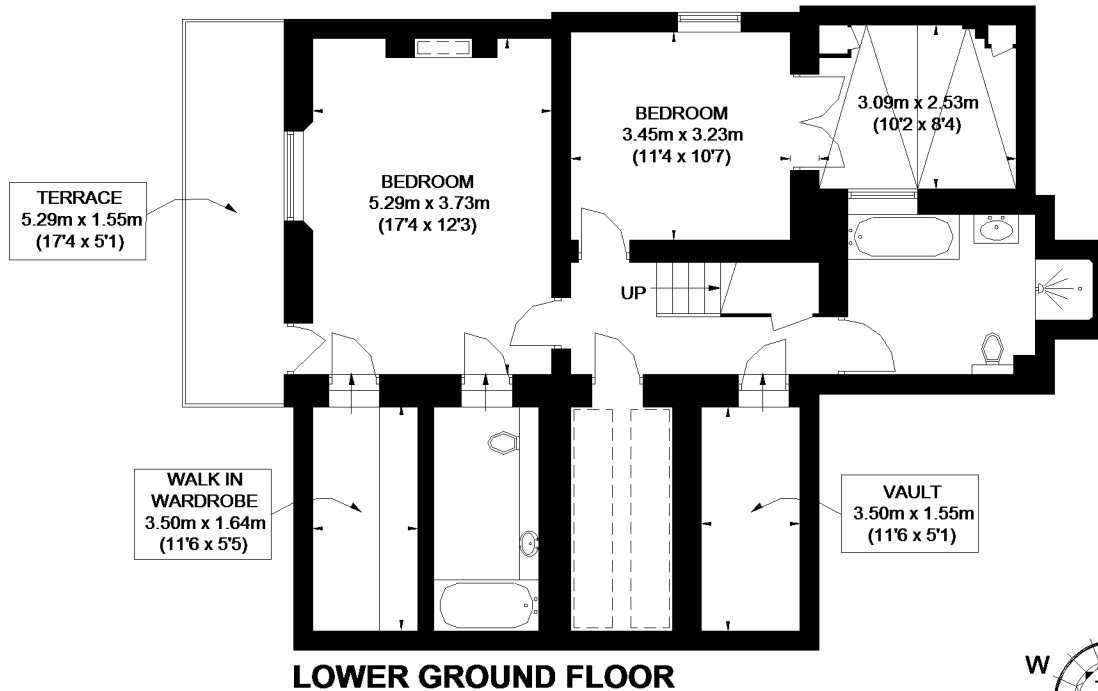 TERRACE
5.29m x 1.55m
(17'4 x 5'1)
BEDROOM
5.29m x 3.73m
(17'4 x 12'3)
BEDROOM
3.45m x 3.23m
(11'4 x 10'7)
3.09m x 2.53m
(10'2 x 8'4)
UP
WALK IN
WARDROBE
3.50m x 1.64m
(11'6 x 5'5)
VAULT
3.50m x 1.55m
(11'6 x 5'1)
LOWER GROUND FLOOR
W